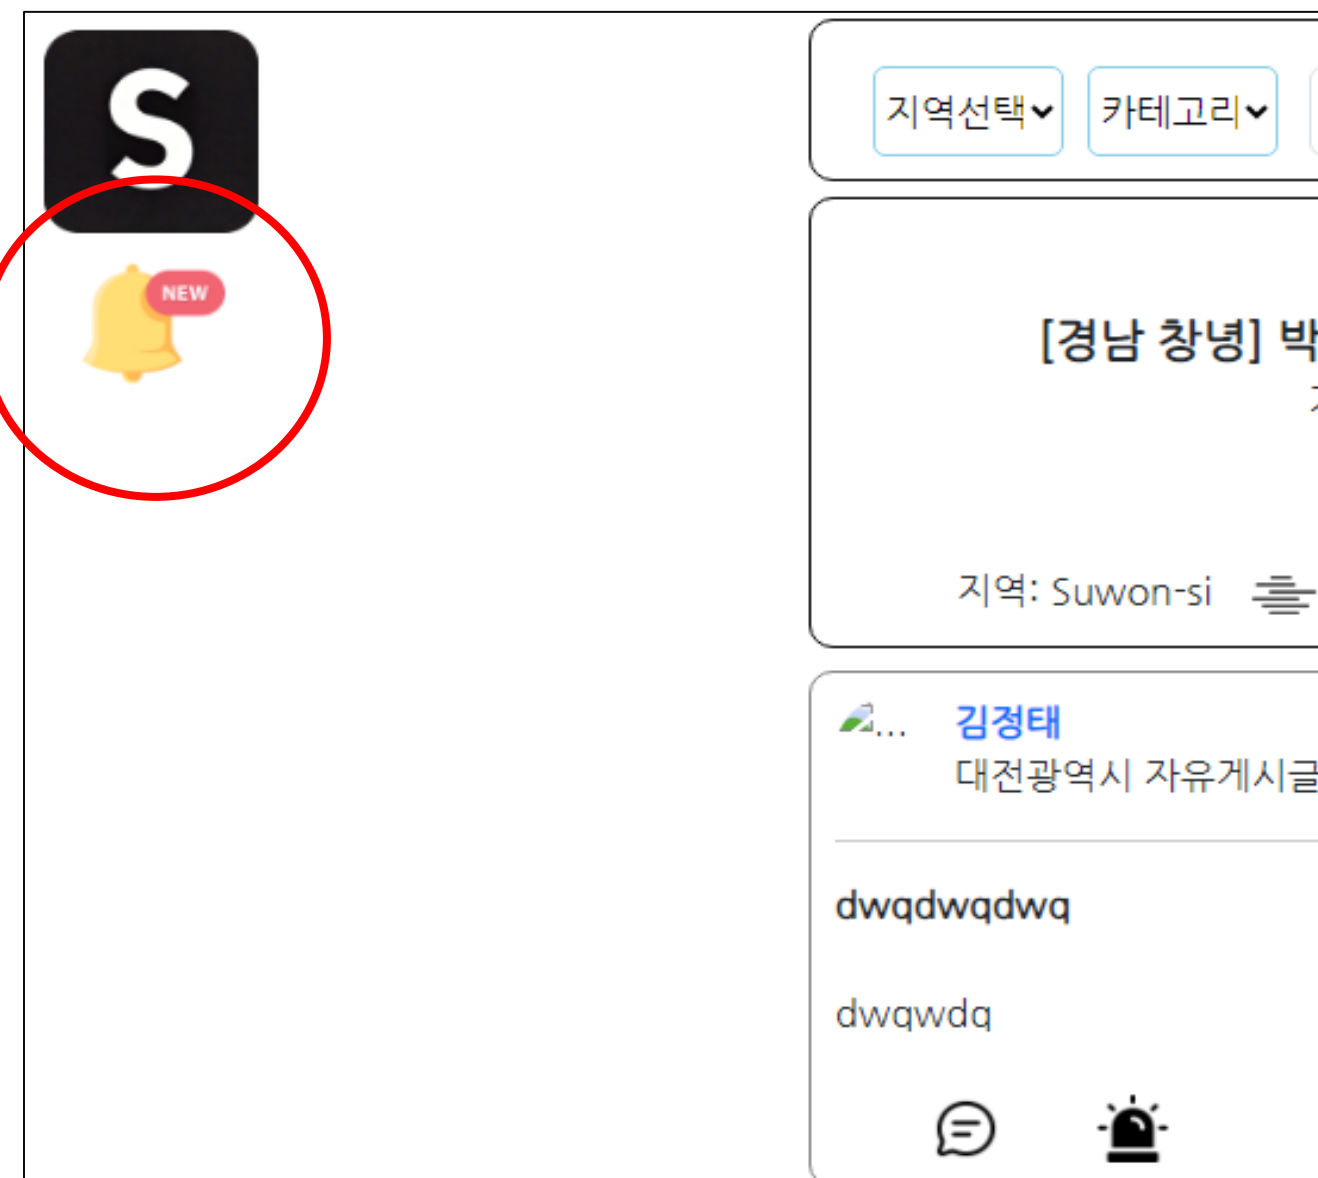 S
NEW
지역선택
카테고리
[경남 창녕] 박
지역: Suwon-si
...
김정태
대전광역시 자유게시글
dwqdwqdwq
dwqwdq